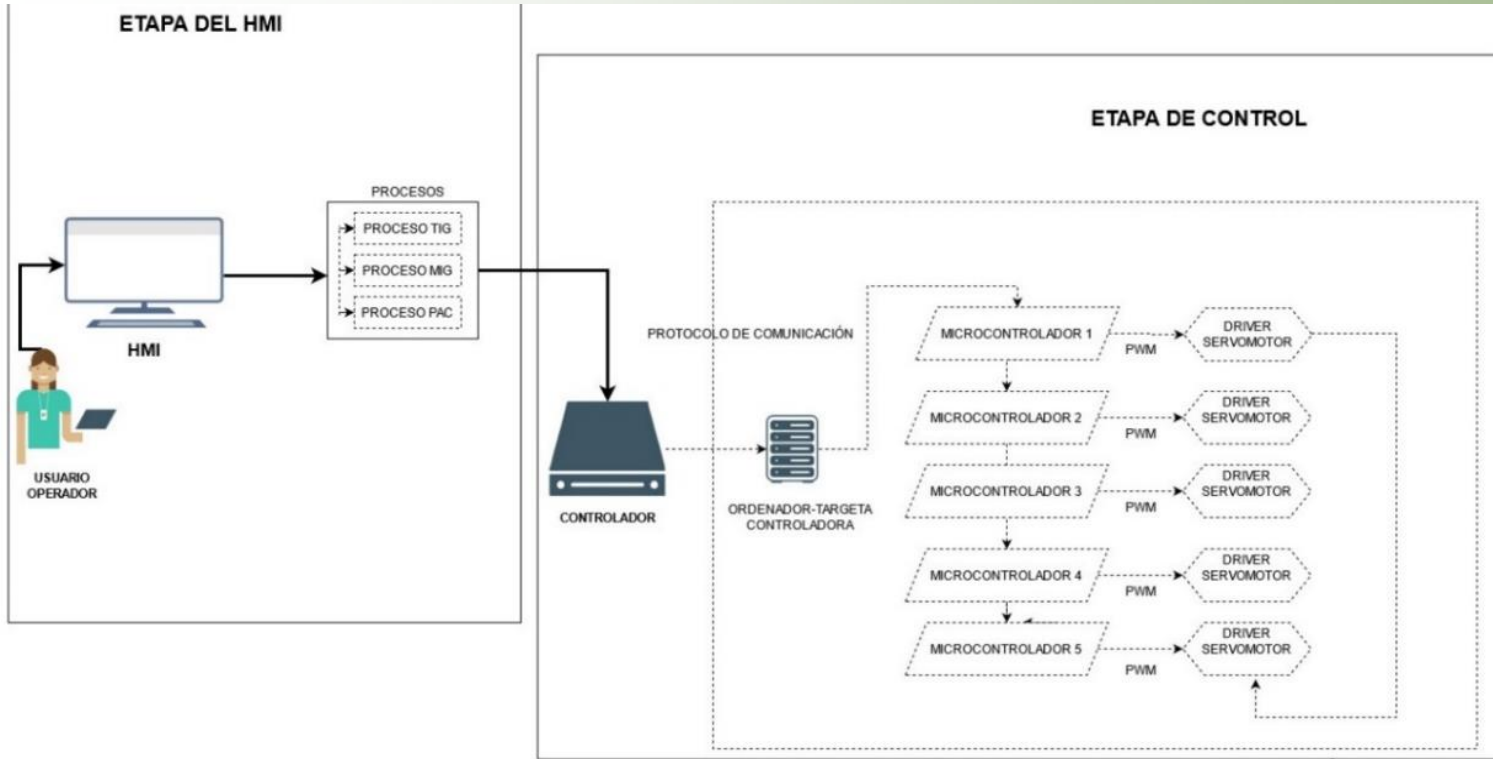 ETAPA DEL HMI
PROCESOS
PROCESO TIG
PROCESO MIG
PROCESO PAC
HMI
USUARIO
OPERADOR
ETAPA DE CONTROL
PROTOCOLO DE COMUNICACIÓN
CONTROLADOR
ORDENADOR-TARGETA
CONTROLADORA
MICROCONTROLADOR 1
PWM
DRIVER
SERVOMOTOR
MICROCONTROLADOR 2
PWM
DRIVER
SERVOMOTOR
MICROCONTROLADOR 3
PWM
DRIVER
SERVOMOTOR
MICROCONTROLADOR 4
PWM
DRIVER
SERVOMOTOR
MICROCONTROLADOR 5
PWM
DRIVER
SERVOMOTOR